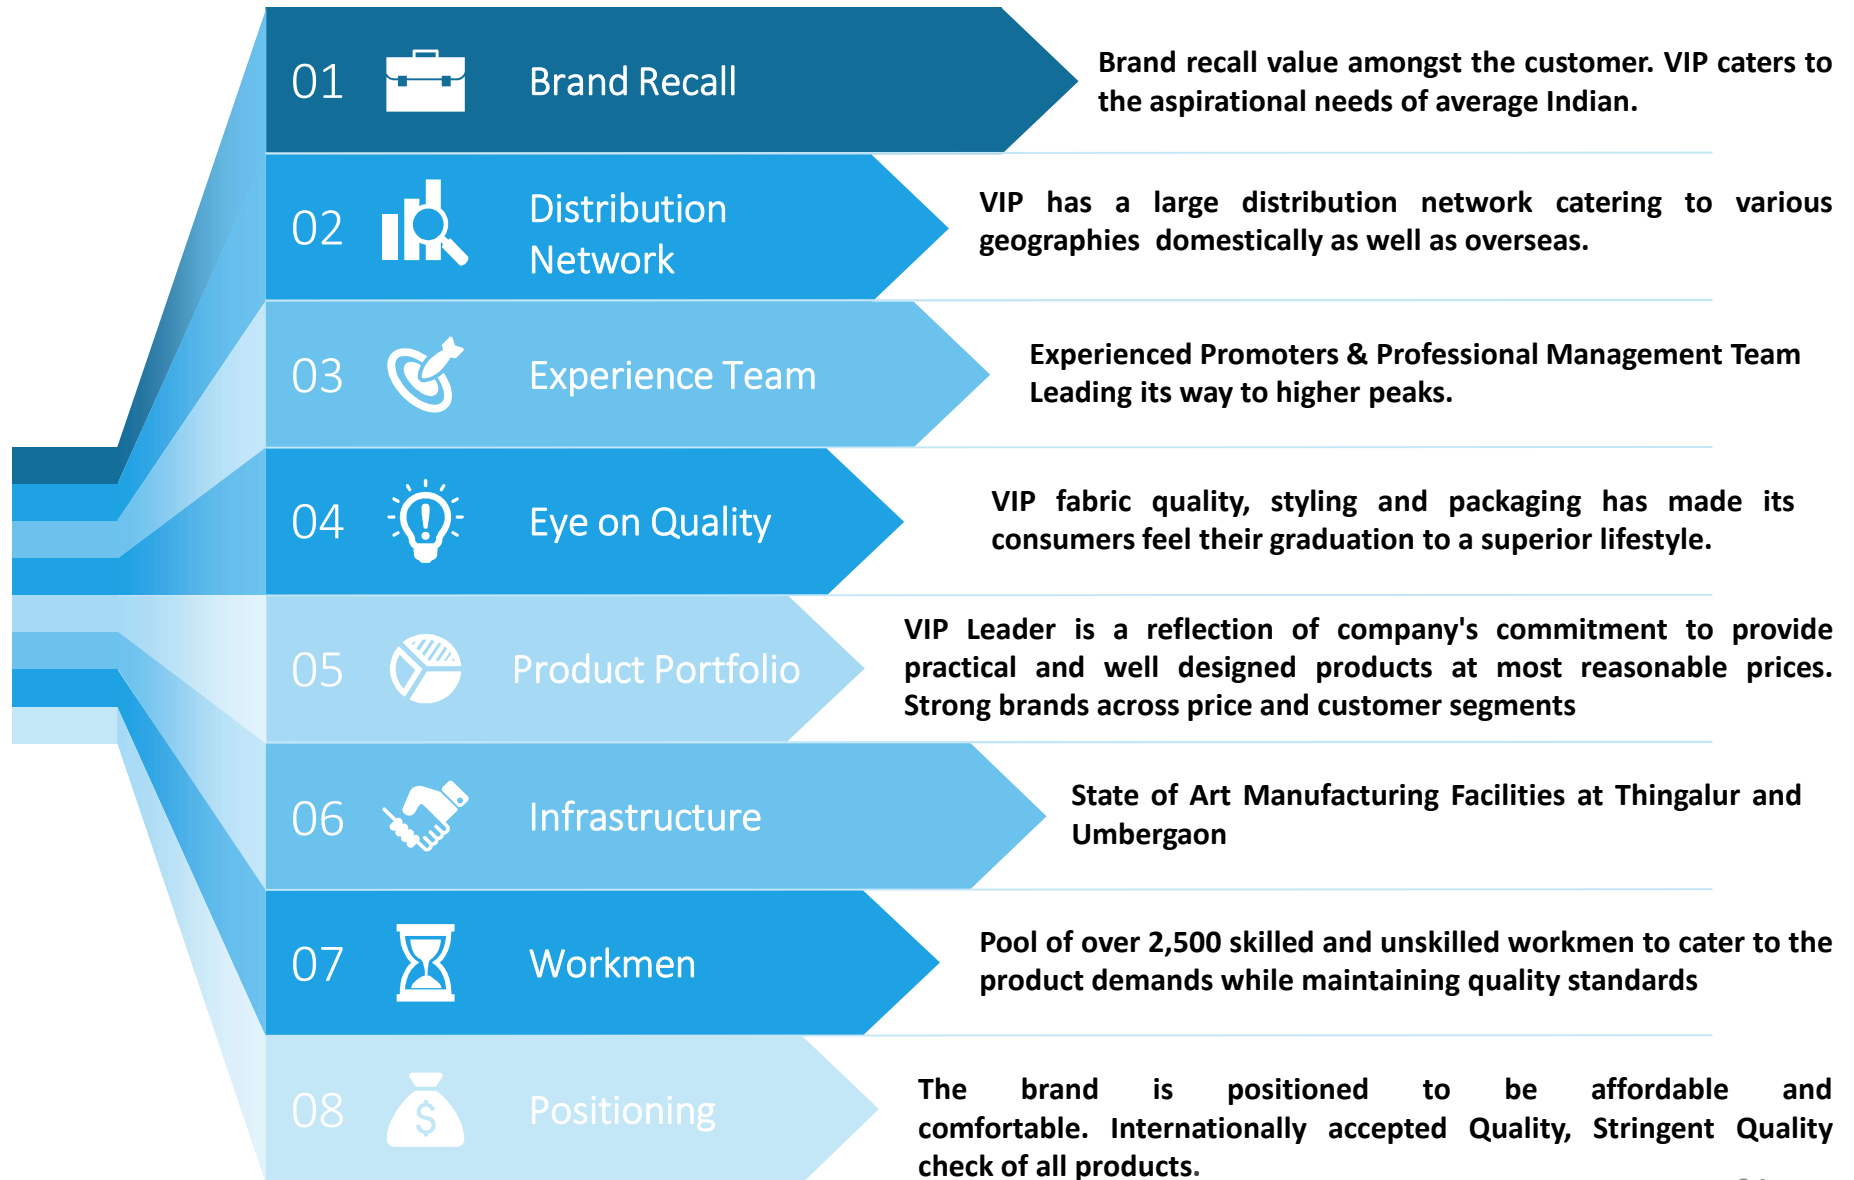 01
Brand Recall
Brand recall value amongst the customer. VIP caters to
the aspirational needs of average Indian.
02
Distribution
Network
VIP has a large distribution network catering to various
geographies domestically as well as overseas.
03
Experience Team
Experienced Promoters & Professional Management Team
Leading its way to higher peaks.
04
Eye on Quality
VIP fabric quality, styling and packaging has made its
consumers feel their graduation to a superior lifestyle.
05
Product Portfolio
VIP Leader is a reflection of company's commitment to provide
practical and well designed products at most reasonable prices.
Strong brands across price and customer segments
06
Infrastructure
State of Art Manufacturing Facilities at Thingalur and
Umbergaon
07
Workmen
Pool of over 2,500 skilled and unskilled workmen to cater to the
product demands while maintaining quality standards
08
$
Positioning
The brand is positioned to be affordable and
comfortable. Internationally accepted Quality, Stringent Quality
check of all products.